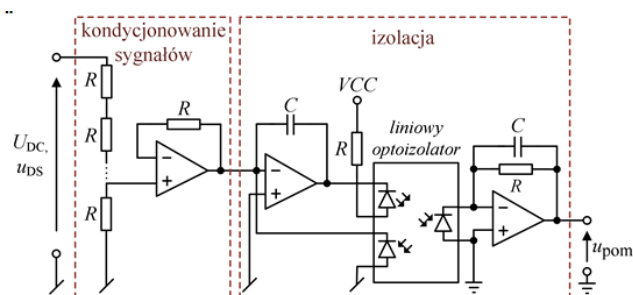 kondycjonowanie
sygnałów
izolacja
R
R
R
U_DC,
u_DS
R
−
+
C
−
+
VCC
R
liniowy
optoizolator
C
R
−
+
u_pom